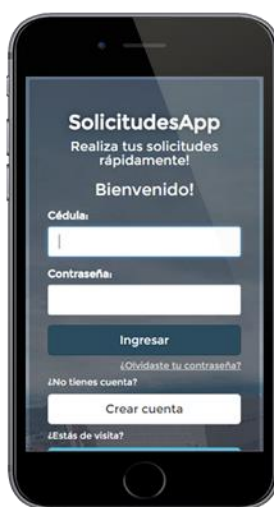 SolicitudesApp
Realiza tus solicitudes
rápidamente!
Bienvenido!
Cédula:
Contraseña:
Ingresar
¿Olvidaste tu contraseña?
¿No tienes cuenta?
Crear cuenta
¿Estás de visita?